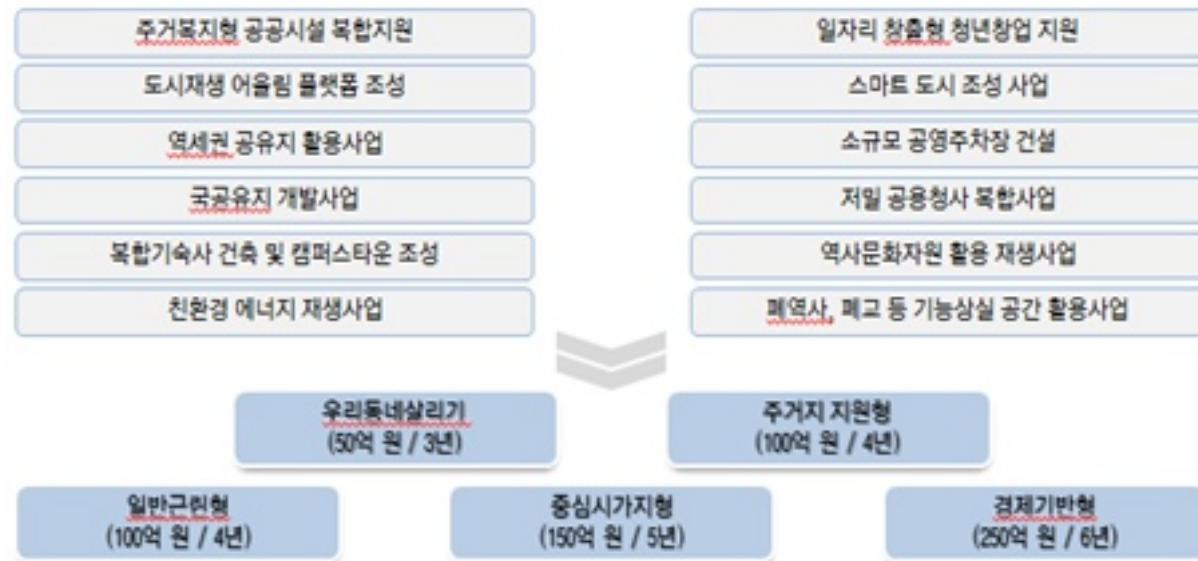 주거복지형 공공시설 복합지원
일자리 창출형 청년창업 지원
도시재생 어울림 플랫폼 조성
스마트 도시 조성 사업
역세권 공유지 활용사업
소규모 공영주차장 건설
국공유지 개발사업
저밀 공용청사 복합사업
복합기숙사 건축 및 캠퍼스타운 조성
역사문화자원 활용 재생사업
친환경 에너지 재생사업
폐역사, 폐교 등 기능상실 공간 활용사업
우리동네살리기
(50억 원 / 3년)
주거지 지원형
(100억 원 / 4년)
일반근린형
(100억 원 / 4년)
중심시가지형
(150억 원 / 5년)
경제기반형
(250억 원 / 6년)